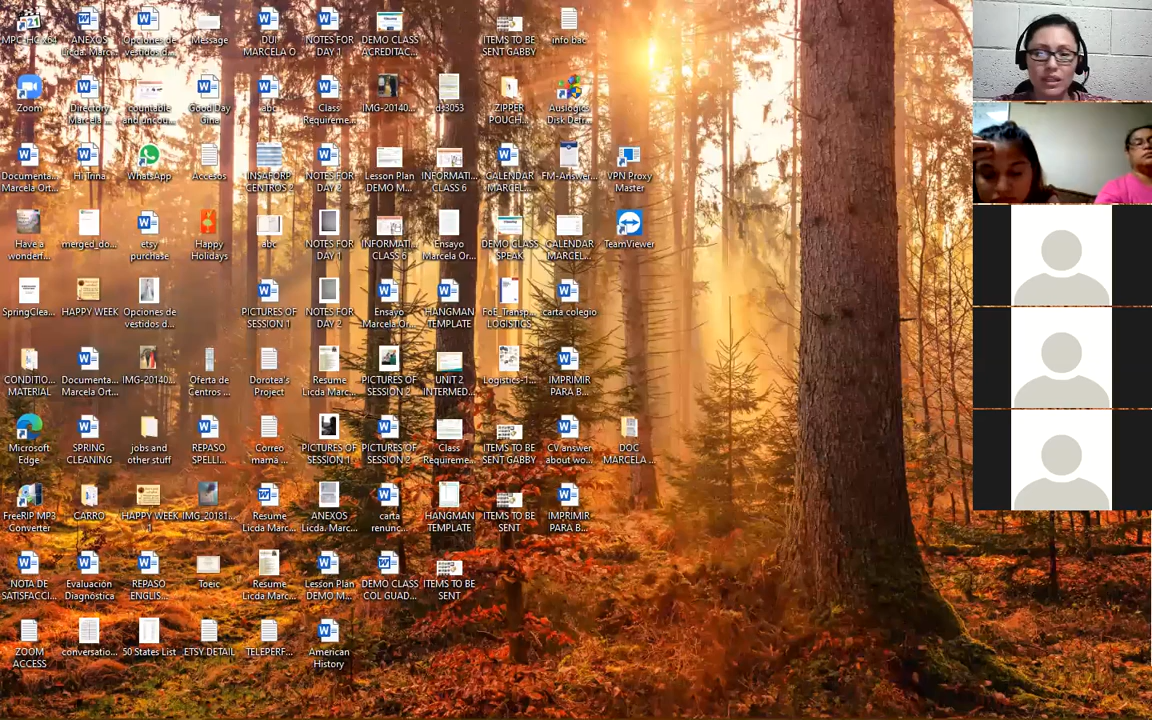 MPC-HC x64
ANEXOS
Licda. Marc...
Opciones de
vestidos d...
Message
DUI
MARCELA O
NOTES FOR
DAY 1
DEMO CLASS
ACREDITAC...
ITEMS TO BE
SENT GABBY
info bac
Zoom
Directory
Marcela ...
countable
and uncou...
Good Day
Gina
abc
Class
Requireme...
IMG-20140...
ds3053
ZIPPER
POUCH...
Auslogics
Disk Defr...
Documenta...
Marcela Ort...
Hi Trina
WhatsApp
Accesos
INSAFORP
CENTROS 2
NOTES FOR
DAY 2
Lesson Plan
DEMO M...
INFORMATI...
CLASS 6
CALENDAR
MARCEL...
FM-Answer...
VPN Proxy
Master
Have a
wonderf...
merged_do...
etsy
purchase
Happy
Holidays
abc
NOTES FOR
DAY 1
INFORMATI...
CLASS 6
Ensayo
Marcela Or...
DEMO CLASS
SPEAK
CALENDAR
MARCEL...
TeamViewer
SpringClea...
HAPPY WEEK
Opciones de
vestidos d...
PICTURES OF
SESSION 1
NOTES FOR
DAY 2
Ensayo
Marcela Or...
HANGMAN
TEMPLATE
FoE_Transp...
LOGISTICS
carta colegio
CONDITIO...
MATERIAL
Documenta...
Marcela Ort...
IMG-20140...
Oferta de
Centros ...
Dorotea's
Project
Resume
Licda Marc...
PICTURES OF
SESSION 2
UNIT 2
INTERMED...
Logistics-1...
IMPRIMIR
PARA B...
Microsoft
Edge
SPRING
CLEANING
jobs and
other stuff
REPASO
SPELLI...
Correo
mamá ...
PICTURES OF
SESSION 1
PICTURES OF
SESSION 2
Class
Requireme...
ITEMS TO BE
SENT GABBY
CV answer
about wo...
DOC
MARCELA ...
FreeRIP MP3
Converter
CARRO
HAPPY WEEK
1
IMG_20181...
Resume
Licda Marc...
ANEXOS
Licda. Marc...
carta
renunc...
HANGMAN
TEMPLATE
ITEMS TO BE
SENT
IMPRIMIR
PARA B...
NOTA DE
SATISFACCI...
Evaluación
Diagnóstica
REPASO
ENGLIS...
Toeic
Resume
Licda Marc...
Lesson Plan
DEMO M...
DEMO CLASS
COL GUAD...
ITEMS TO BE
SENT
ZOOM
ACCESS
conversatio...
50 States List
ETSY DETAIL
TELEPERF...
American
History